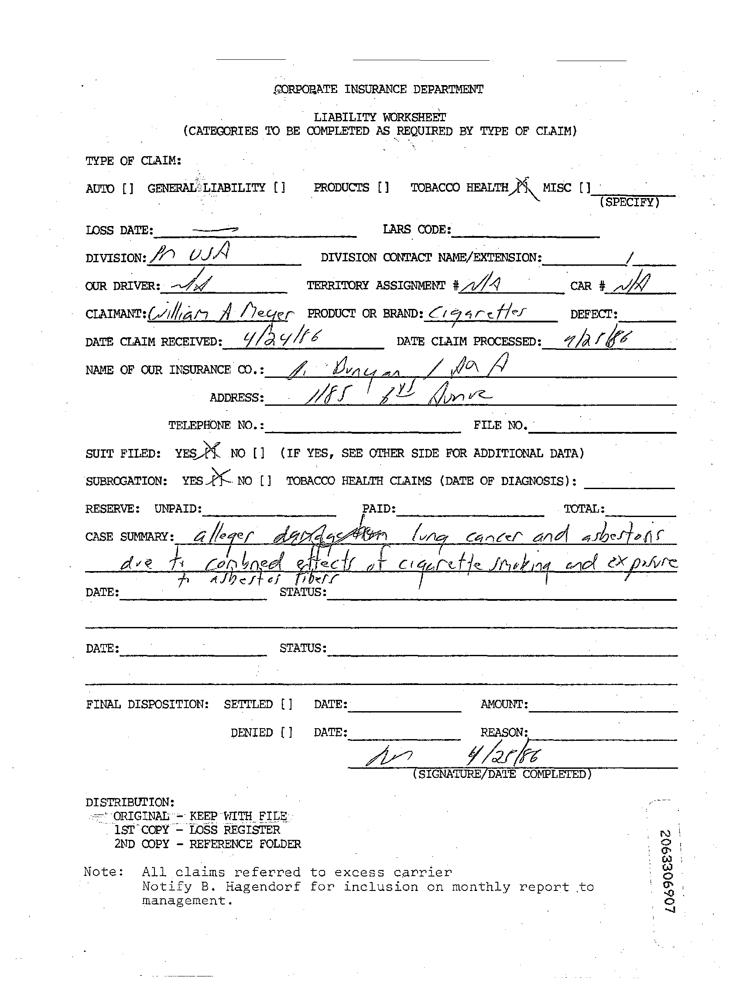 CORPORATE INSURANCE DEPARTMENT
LIABILITY WORKSHEET
(CATEGORIES TO BE COMPLETED AS REQUIRED BY TYPE OF CLAIM)
TYPE OF CLAIM:
AUTO [] GENERAL LIABILITY [] PRODUCTS [] TOBACCO HEALTH [X] MISC []
(SPECIFY)
LOSS DATE: — LARS CODE:
DIVISION: PM USA DIVISION CONTACT NAME/EXTENSION: /
OUR DRIVER: N/A TERRITORY ASSIGNMENT # N/A CAR # N/A
CLAIMANT: William A Meyer PRODUCT OR BRAND: Cigarettes DEFECT:
DATE CLAIM RECEIVED: 4/24/86 DATE CLAIM PROCESSED: 4/25/86
NAME OF OUR INSURANCE CO.: /
ADDRESS: 1185
TELEPHONE NO.: FILE NO.
SUIT FILED: YES [X] NO [] (IF YES, SEE OTHER SIDE FOR ADDITIONAL DATA)
SUBROGATION: YES [X] NO [] TOBACCO HEALTH CLAIMS (DATE OF DIAGNOSIS):
RESERVE: UNPAID: PAID: TOTAL:
CASE SUMMARY: alleges lung cancer and asbestosis
due to combned effects of cigarette smoking and exposure
to asbestos fibers
DATE: STATUS:
DATE: STATUS:
FINAL DISPOSITION: SETTLED [] DATE: AMOUNT:
DENIED [] DATE: REASON:
4/25/86
(SIGNATURE/DATE COMPLETED)
DISTRIBUTION:
ORIGINAL - KEEP WITH FILE
1ST COPY - LOSS REGISTER
2ND COPY - REFERENCE FOLDER
Note: All claims referred to excess carrier
Notify B. Hagendorf for inclusion on monthly report to
management.
2063306907